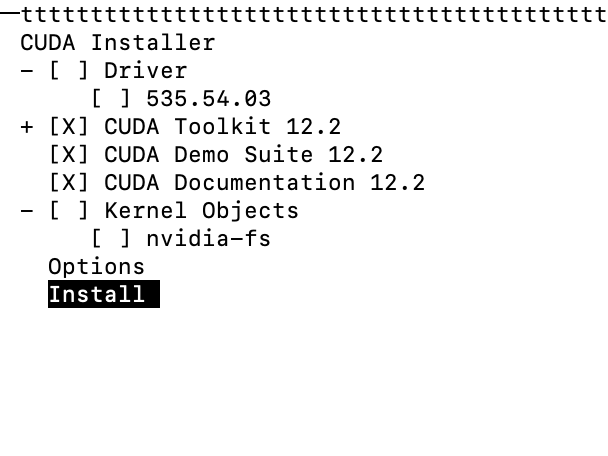 ─tttttttttttttttttttttttttttttttttttttttttt
CUDA Installer
- [ ] Driver
[ ] 535.54.03
+ [X] CUDA Toolkit 12.2
[X] CUDA Demo Suite 12.2
[X] CUDA Documentation 12.2
- [ ] Kernel Objects
[ ] nvidia-fs
Options
Install